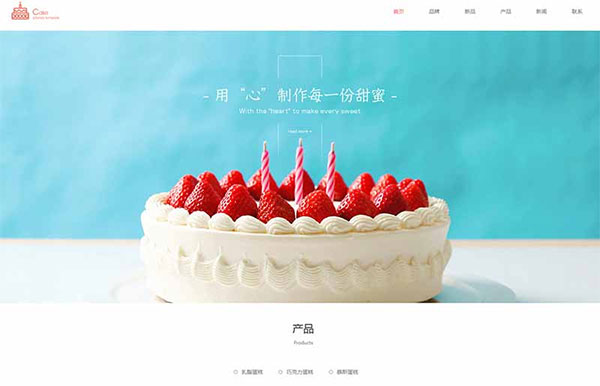 Cake
首页 品牌 新品 产品 新闻 联系
- 用“心”制作每一份甜蜜 -
With the "heart" to make every sweet
read more +
产品
Products
乳脂蛋糕 巧克力蛋糕 慕斯蛋糕